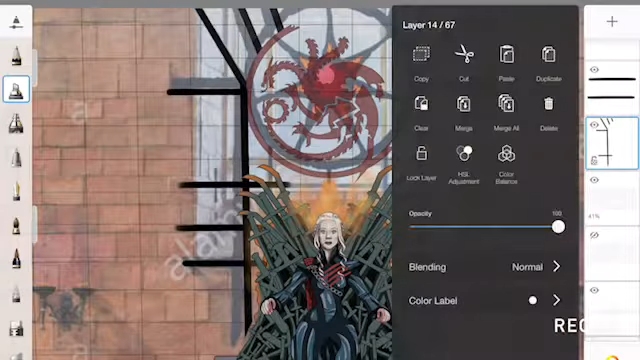 Layer 14 / 67
Copy Cut Paste Duplicate
Clear Merge Merge All Delete
Lock Layer HSL Adjustment Color Balance
Opacity 100
Blending Normal
Color Label
41%
REC
alamy